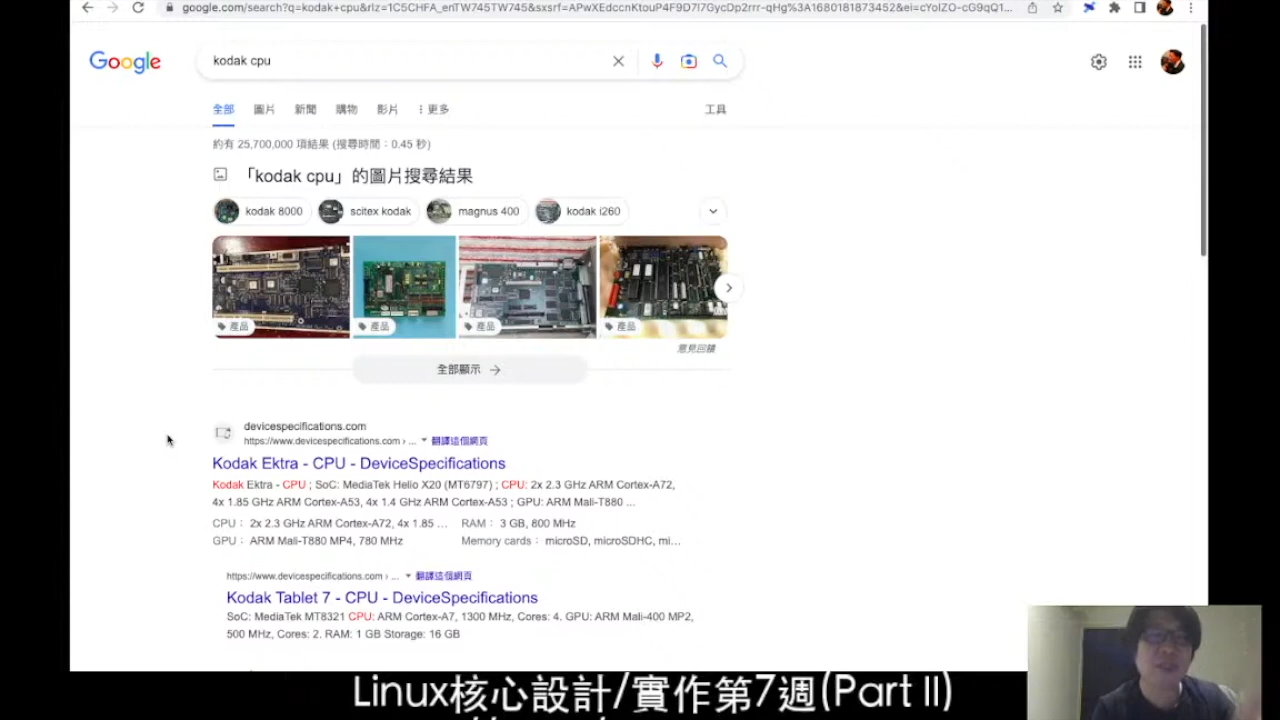 google.com/search?q=kodak+cpu&rlz=1C5CHFA_enTW745TW745&sxsrf=APwXEdccnKtouP4F9D7I7GycDp2rrr-qHg%3A1680181873452&ei=cYoIZO-cG9qQ1...
Google
kodak cpu
全部 圖片 新聞 購物 影片 更多 工具
約有 25,700,000 項結果 (搜尋時間:0.45 秒)
「kodak cpu」的圖片搜尋結果
kodak 8000 scitex kodak magnus 400 kodak i260
產品 產品 產品 產品
意見回饋
全部顯示
devicespecifications.com
https://www.devicespecifications.com › ... 翻譯這個網頁
Kodak Ektra - CPU - DeviceSpecifications
Kodak Ektra - CPU ; SoC: MediaTek Helio X20 (MT6797) ; CPU: 2x 2.3 GHz ARM Cortex-A72,
4x 1.85 GHz ARM Cortex-A53, 4x 1.4 GHz ARM Cortex-A53 ; GPU: ARM Mali-T880 ...
CPU: 2x 2.3 GHz ARM Cortex-A72, 4x 1.85 ... RAM: 3 GB, 800 MHz
GPU: ARM Mali-T880 MP4, 780 MHz Memory cards: microSD, microSDHC, mi...
https://www.devicespecifications.com › ... 翻譯這個網頁
Kodak Tablet 7 - CPU - DeviceSpecifications
SoC: MediaTek MT8321 CPU: ARM Cortex-A7, 1300 MHz, Cores: 4. GPU: ARM Mali-400 MP2,
500 MHz, Cores: 2. RAM: 1 GB Storage: 16 GB
Linux核心設計/實作第7週(Part II)